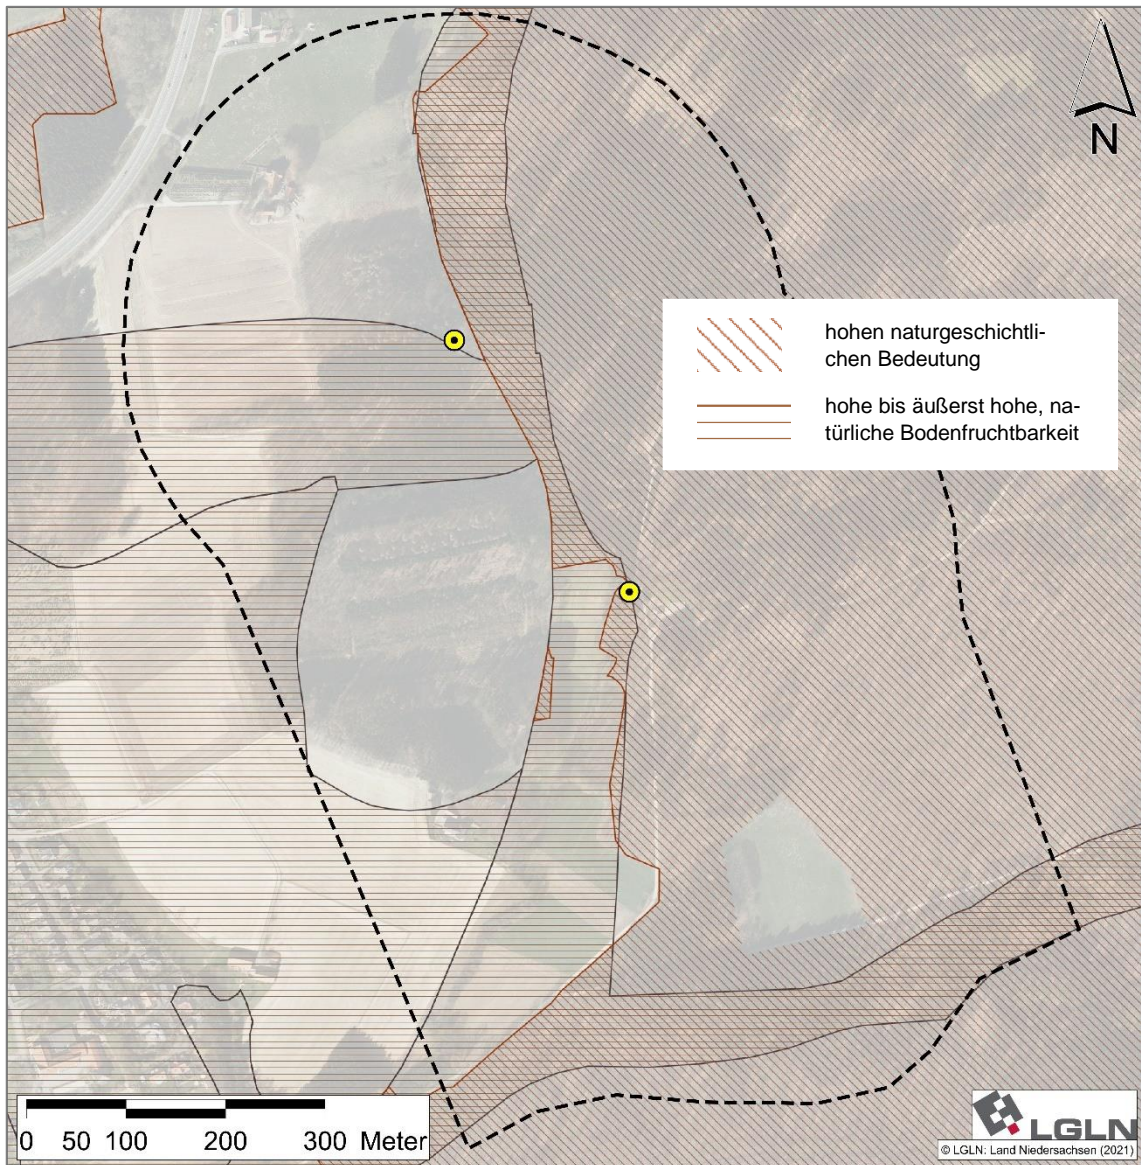 N
hohen naturgeschichtli-
chen Bedeutung
hohe bis äußerst hohe, na-
türliche Bodenfruchtbarkeit
0 50 100 200 300 Meter
LGLN
© LGLN: Land Niedersachsen (2021)